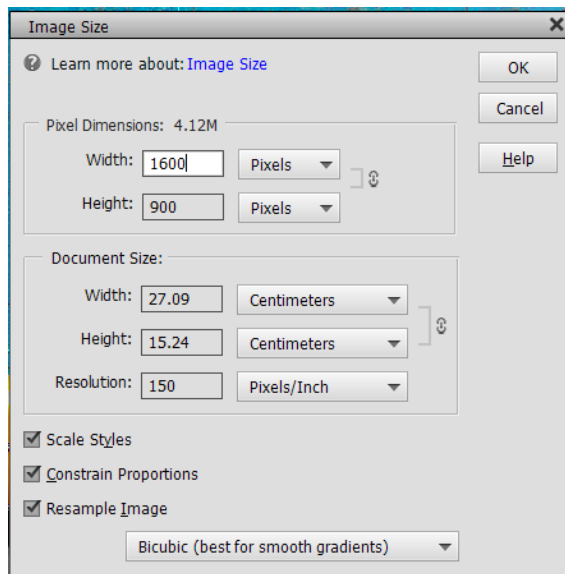 Image Size
Learn more about: Image Size
OK
Cancel
Help
Pixel Dimensions: 4.12M
Width: 1600 Pixels
Height: 900 Pixels
Document Size:
Width: 27.09 Centimeters
Height: 15.24 Centimeters
Resolution: 150 Pixels/Inch
Scale Styles
Constrain Proportions
Resample Image
Bicubic (best for smooth gradients)